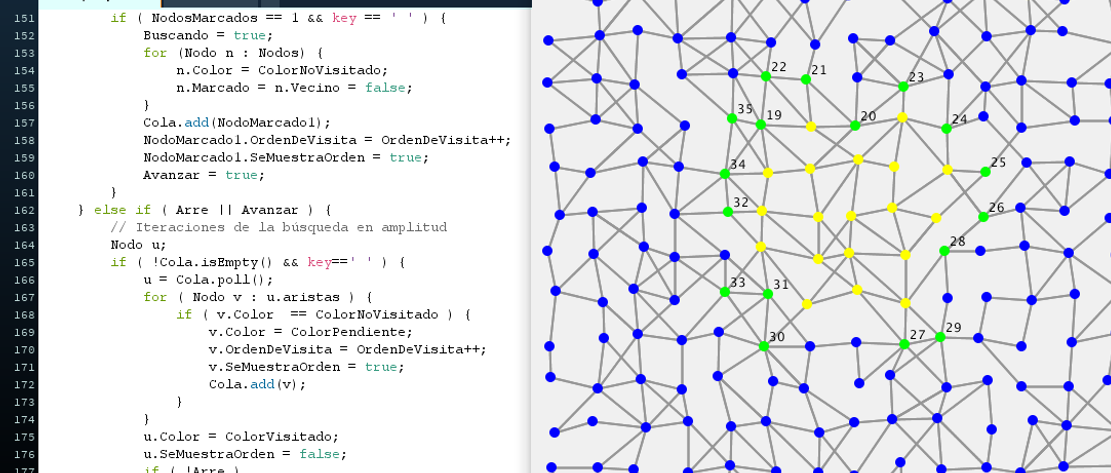 151 if ( NodosMarcados == 1 && key == ' ' ) {
152 Buscando = true;
153 for (Nodo n : Nodos) {
154 n.Color = ColorNoVisitado;
155 n.Marcado = n.Vecino = false;
156 }
157 Cola.add(NodoMarcado1);
158 NodoMarcado1.OrdenDeVisita = OrdenDeVisita++;
159 NodoMarcado1.SeMuestraOrden = true;
160 Avanzar = true;
161 }
162 } else if ( Arre || Avanzar ) {
163 // Iteraciones de la búsqueda en amplitud
164 Nodo u;
165 if ( !Cola.isEmpty() && key==' ' ) {
166 u = Cola.poll();
167 for ( Nodo v : u.aristas ) {
168 if ( v.Color == ColorNoVisitado ) {
169 v.Color = ColorPendiente;
170 v.OrdenDeVisita = OrdenDeVisita++;
171 v.SeMuestraOrden = true;
172 Cola.add(v);
173 }
174 }
175 u.Color = ColorVisitado;
176 u.SeMuestraOrden = false;
177 if ( !Arre )
22
21
23
35
19
20
24
34
25
32
26
28
33
31
30
27
29